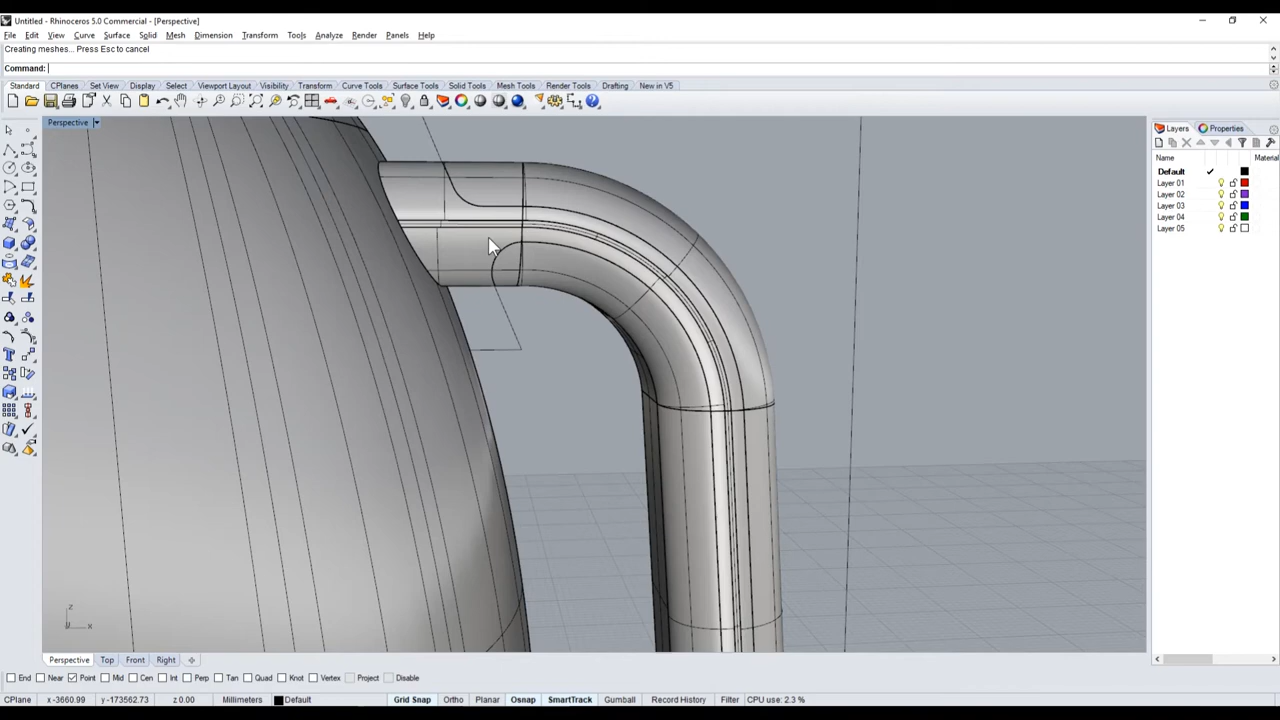 Untitled - Rhinoceros 5.0 Commercial - [Perspective]
File Edit View Curve Surface Solid Mesh Dimension Transform Tools Analyze Render Panels Help
Creating meshes... Press Esc to cancel
Command:
Standard CPlanes Set View Display Select Viewport Layout Visibility Transform Curve Tools Surface Tools Solid Tools Mesh Tools Render Tools Drafting New in V5
Perspective
Layers Properties
Name Material
Default
Layer 01
Layer 02
Layer 03
Layer 04
Layer 05
z
y x
Perspective Top Front Right
End Near Point Mid Cen Int Perp Tan Quad Knot Vertex Project Disable
CPlane x -3660.99 y -173562.73 z 0.00 Millimeters Default Grid Snap Ortho Planar Osnap SmartTrack Gumball Record History Filter CPU use: 2.3 %